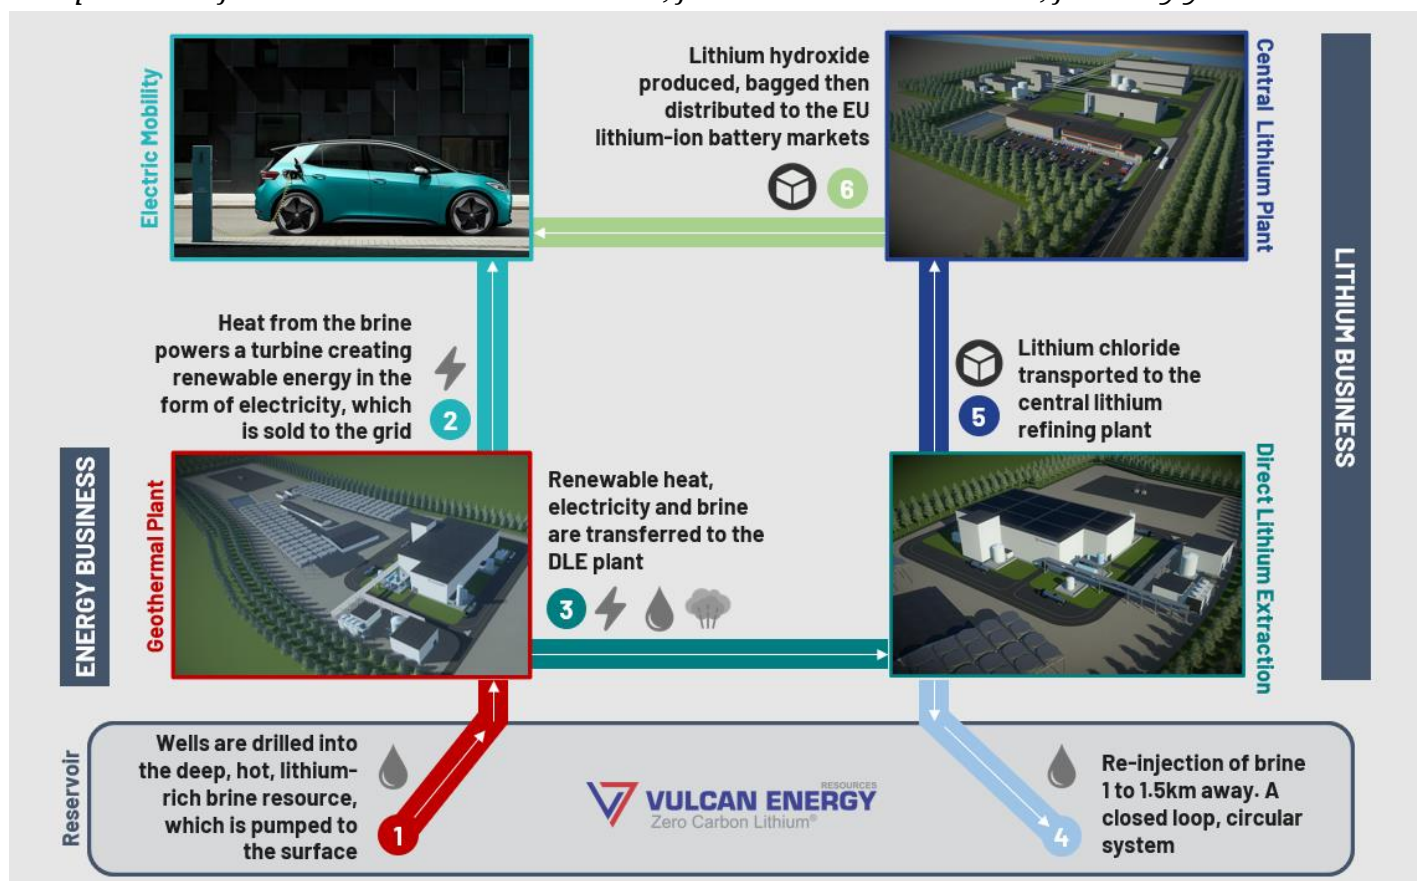 Electric Mobility
Lithium hydroxide
produced, bagged then
distributed to the EU
lithium-ion battery markets
6
Central Lithium Plant
LITHIUM BUSINESS
Heat from the brine
powers a turbine creating
renewable energy in the
form of electricity, which
is sold to the grid
2
Lithium chloride
transported to the
central lithium
refining plant
5
ENERGY BUSINESS
Geothermal Plant
Renewable heat,
electricity and brine
are transferred to the
DLE plant
3
Direct Lithium Extraction
Reservoir
Wells are drilled into
the deep, hot, lithium-
rich brine resource,
which is pumped to
the surface
1
RESOURCES
VULCAN ENERGY
Zero Carbon Lithium®
4
Re-injection of brine
1 to 1.5km away. A
closed loop, circular
system